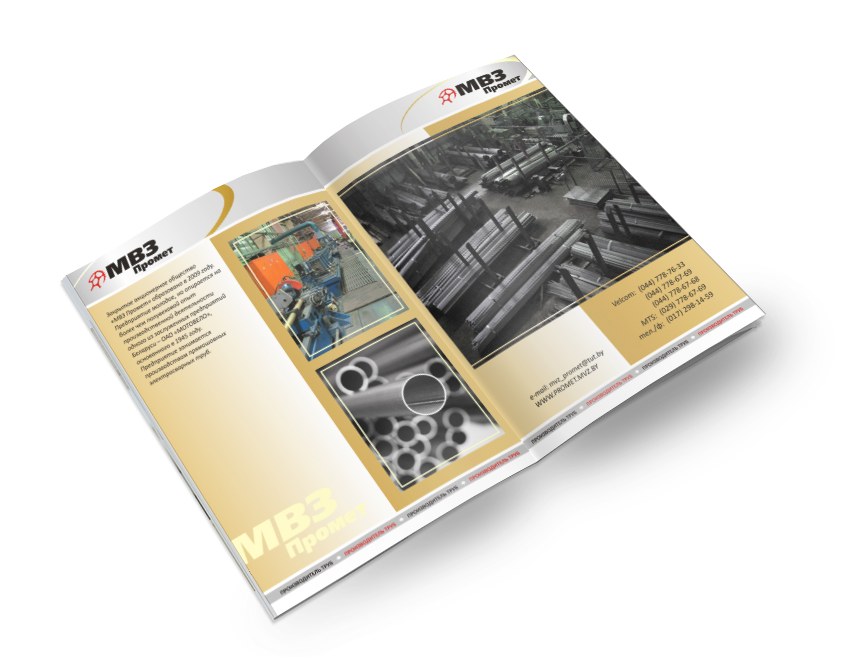 МВЗ
Промет
Закрытое акционерное общество
«МВЗ Промет» образовано в 2009 году.
Предприятие молодое, но опирается на
более чем полувековой опыт
производственной деятельности
одного из заслуженных предприятий
Беларуси – ОАО «МОТОВЕЛО»,
основанного в 1945 году.
Предприятие занимается
производством прямошовных
электросварных труб.
МВЗ
Промет
ПРОИЗВОДИТЕЛЬ ТРУБ ПРОИЗВОДИТЕЛЬ ТРУБ ПРОИЗВОДИТЕЛЬ ТРУБ ПРОИЗВОДИТЕЛЬ ТРУБ
МВЗ
Промет
Velcom: (044) 778-76-33
(044) 778-67-69
(044) 778-67-68
МТS: (029) 778-67-69
тел./ф: (017) 298-14-59
e-mail: mvz_promet@tut.by
WWW.PROMET.MVZ.BY
ПРОИЗВОДИТЕЛЬ ТРУБ ПРОИЗВОДИТЕЛЬ ТРУБ ПРОИЗВОДИТЕЛЬ ТРУБ ПРОИЗВОДИТЕЛЬ ТРУБ